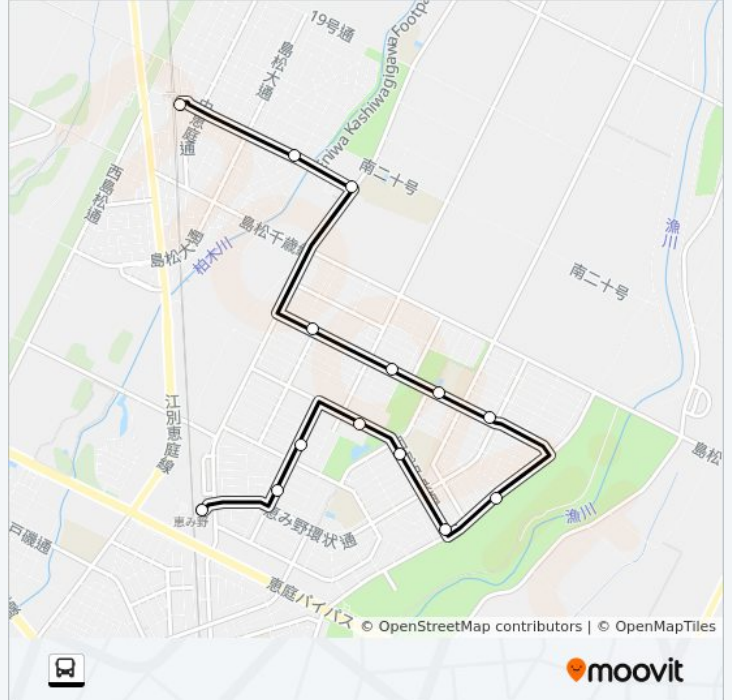 19号通
島松大通
中恵庭通
niwa Kashiwagigawa Footpa
南二十号
西島松通
島松大通
柏木川
島松千歳線
漁川
南二十号
江別恵庭線
島松
恵み野
恵み野環状通
漁川
戸磯通
恵庭バイパス
© OpenStreetMap contributors | © OpenMapTiles
moovit